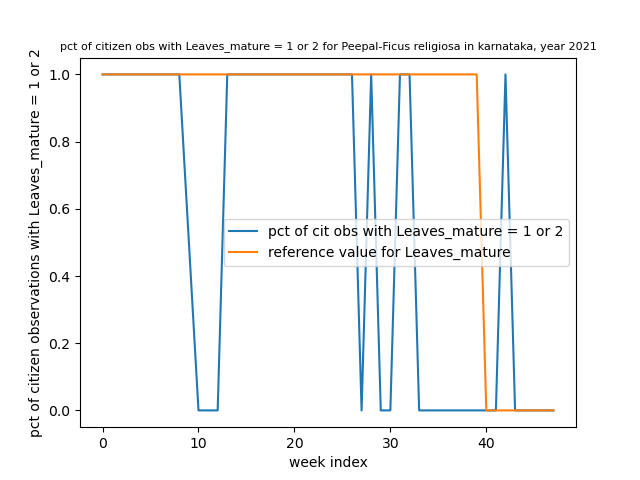 pct of citizen obs with Leaves_mature = 1 or 2 for Peepal-Ficus religiosa in karnataka, year 2021
pct of citizen observations with Leaves_mature = 1 or 2
1.0
0.8
0.6
0.4
0.2
0.0
pct of cit obs with Leaves_mature = 1 or 2
reference value for Leaves_mature
0 10 20 30 40
week index